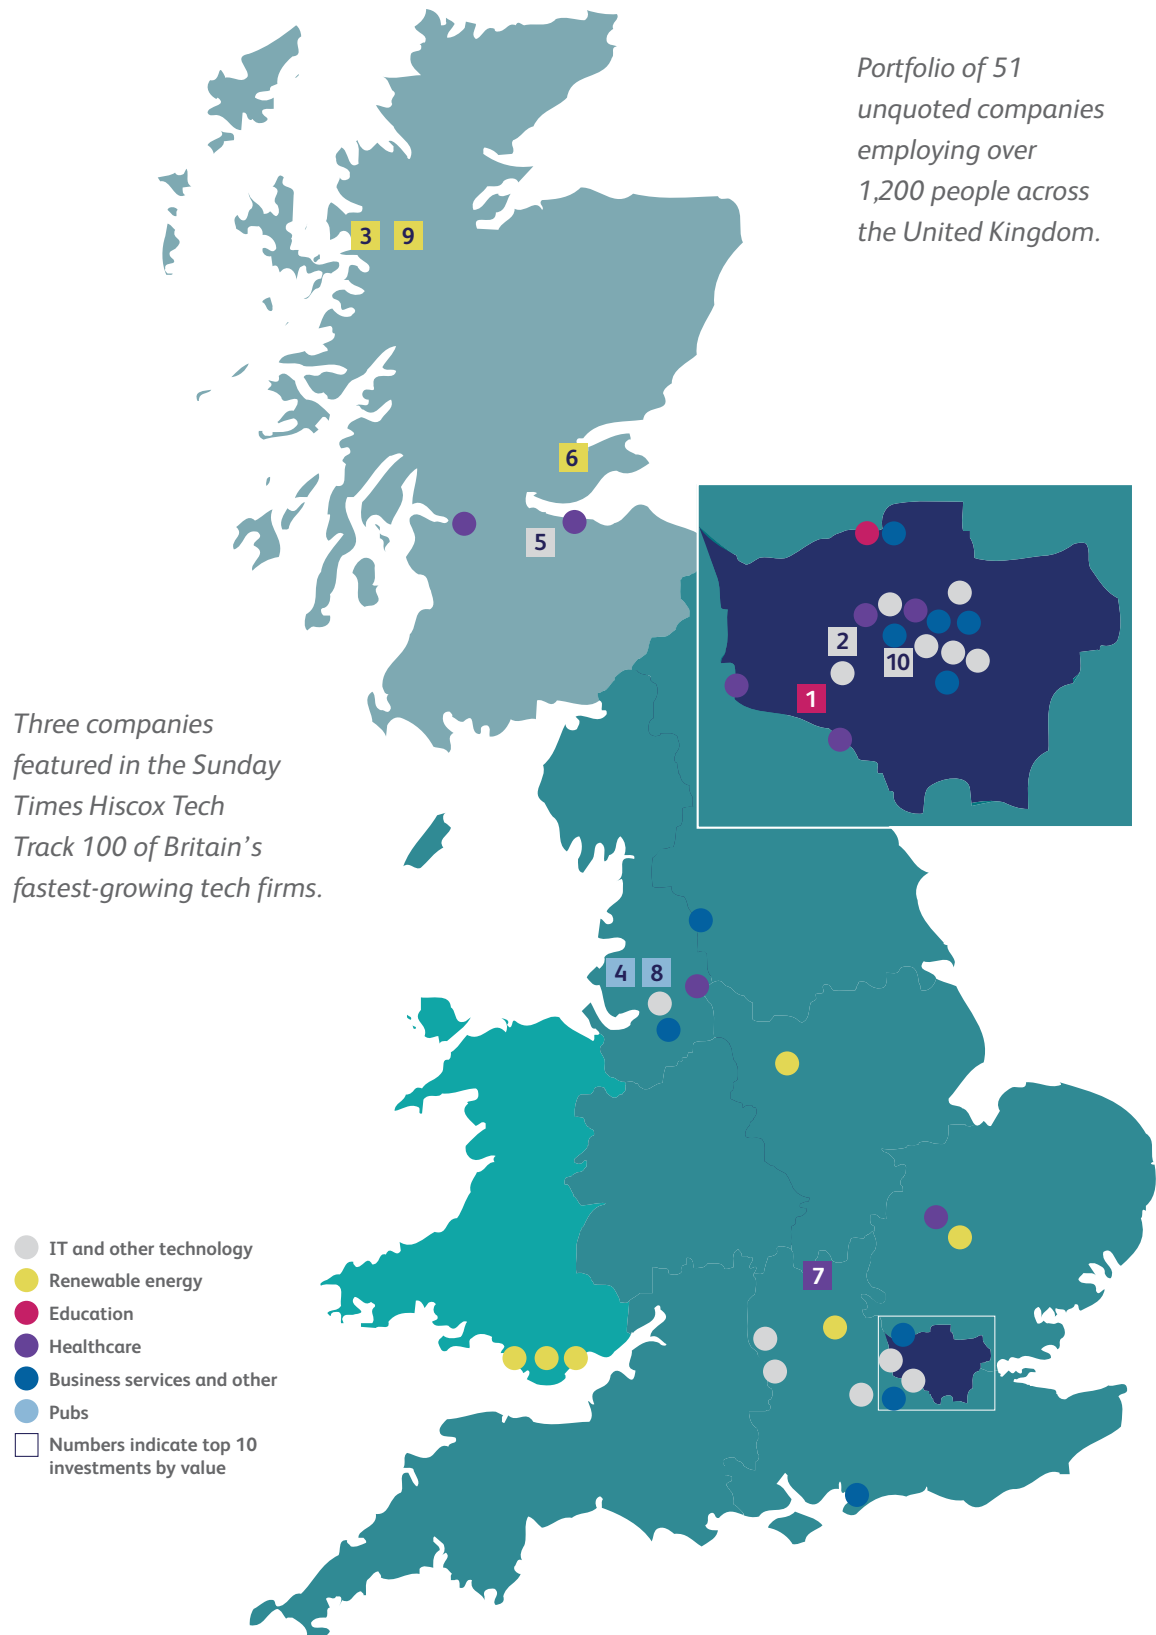 Portfolio of 51
unquoted companies
employing over
1,200 people across
the United Kingdom.
3 9
6
5
2
10
1
Three companies
featured in the Sunday
Times Hiscox Tech
Track 100 of Britain's
fastest-growing tech firms.
4 8
7
IT and other technology
Renewable energy
Education
Healthcare
Business services and other
Pubs
Numbers indicate top 10
investments by value